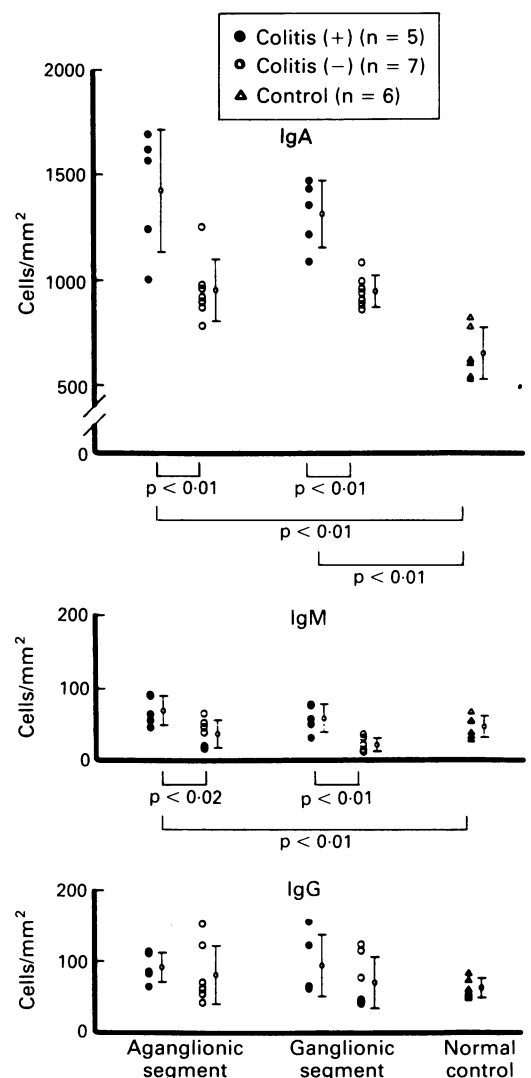 ● Colitis (+) (n = 5)
○ Colitis (−) (n = 7)
△ Control (n = 6)
IgA
2000
1500
1000
500
0
Cells/mm²
p < 0·01
p < 0·01
p < 0·01
p < 0·01
IgM
200
100
0
Cells/mm²
p < 0·02
p < 0·01
p < 0·01
IgG
200
100
0
Cells/mm²
Aganglionic
segment
Ganglionic
segment
Normal
control